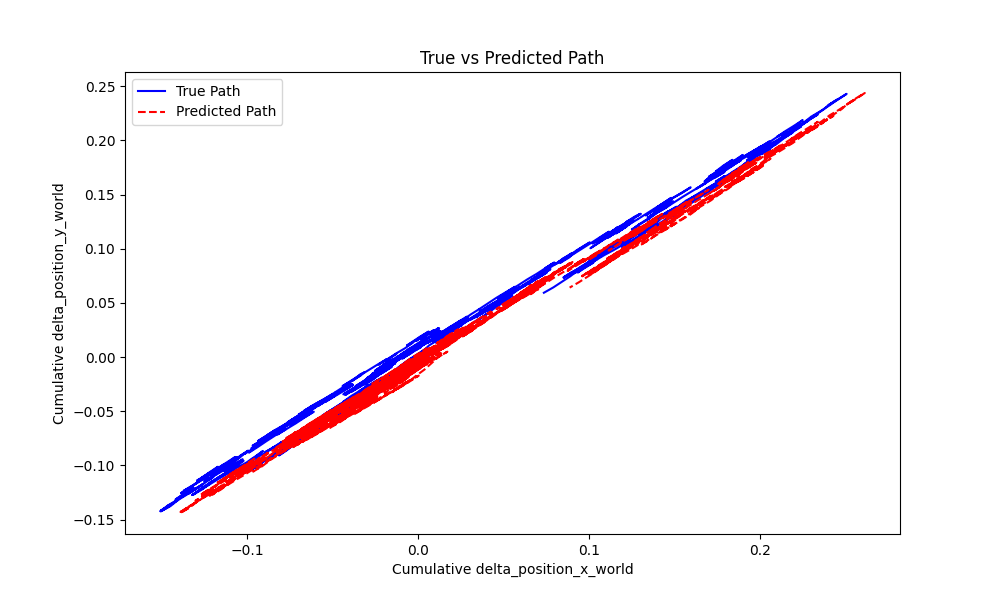 True vs Predicted Path
True Path
Predicted Path
0.25
0.20
0.15
0.10
0.05
0.00
−0.05
−0.10
−0.15
Cumulative delta_position_y_world
−0.1
0.0
0.1
0.2
Cumulative delta_position_x_world